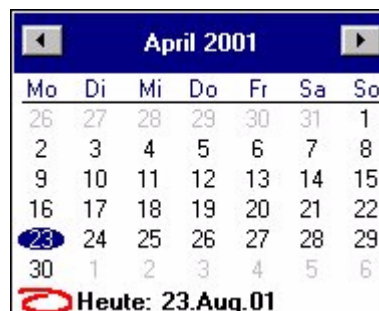 April 2001
Mo Di Mi Do Fr Sa So
26 27 28 29 30 31 1
2 3 4 5 6 7 8
9 10 11 12 13 14 15
16 17 18 19 20 21 22
23 24 25 26 27 28 29
30 1 2 3 4 5 6
Heute: 23.Aug.01